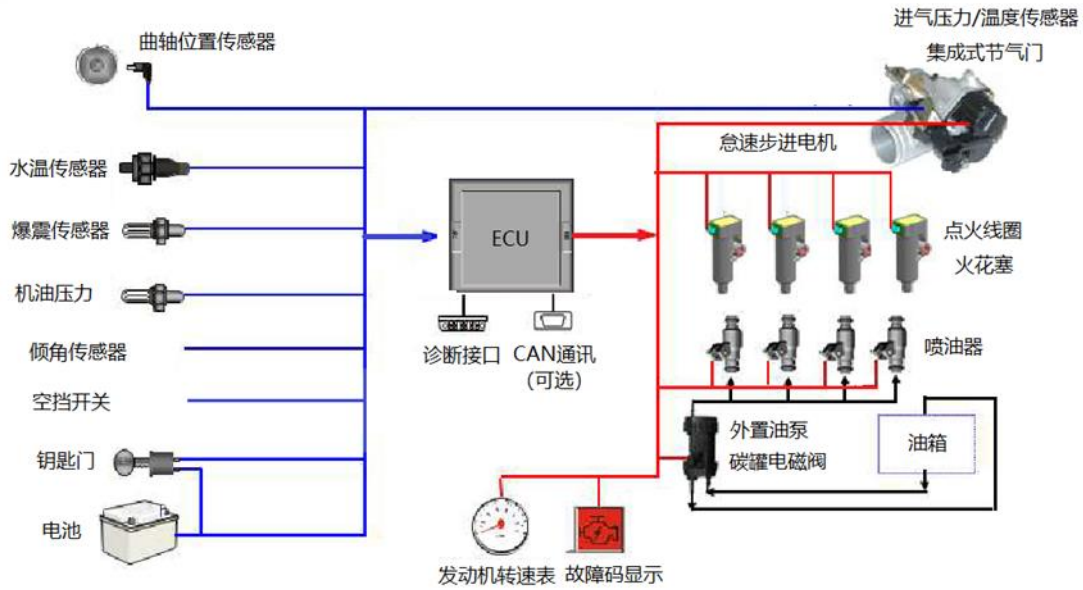 曲轴位置传感器
进气压力/温度传感器
集成式节气门
怠速步进电机
水温传感器
爆震传感器
机油压力
倾角传感器
空挡开关
钥匙门
电池
ECU
诊断接口
CAN通讯
(可选)
点火线圈
火花塞
喷油器
外置油泵
碳罐电磁阀
油箱
发动机转速表
故障码显示